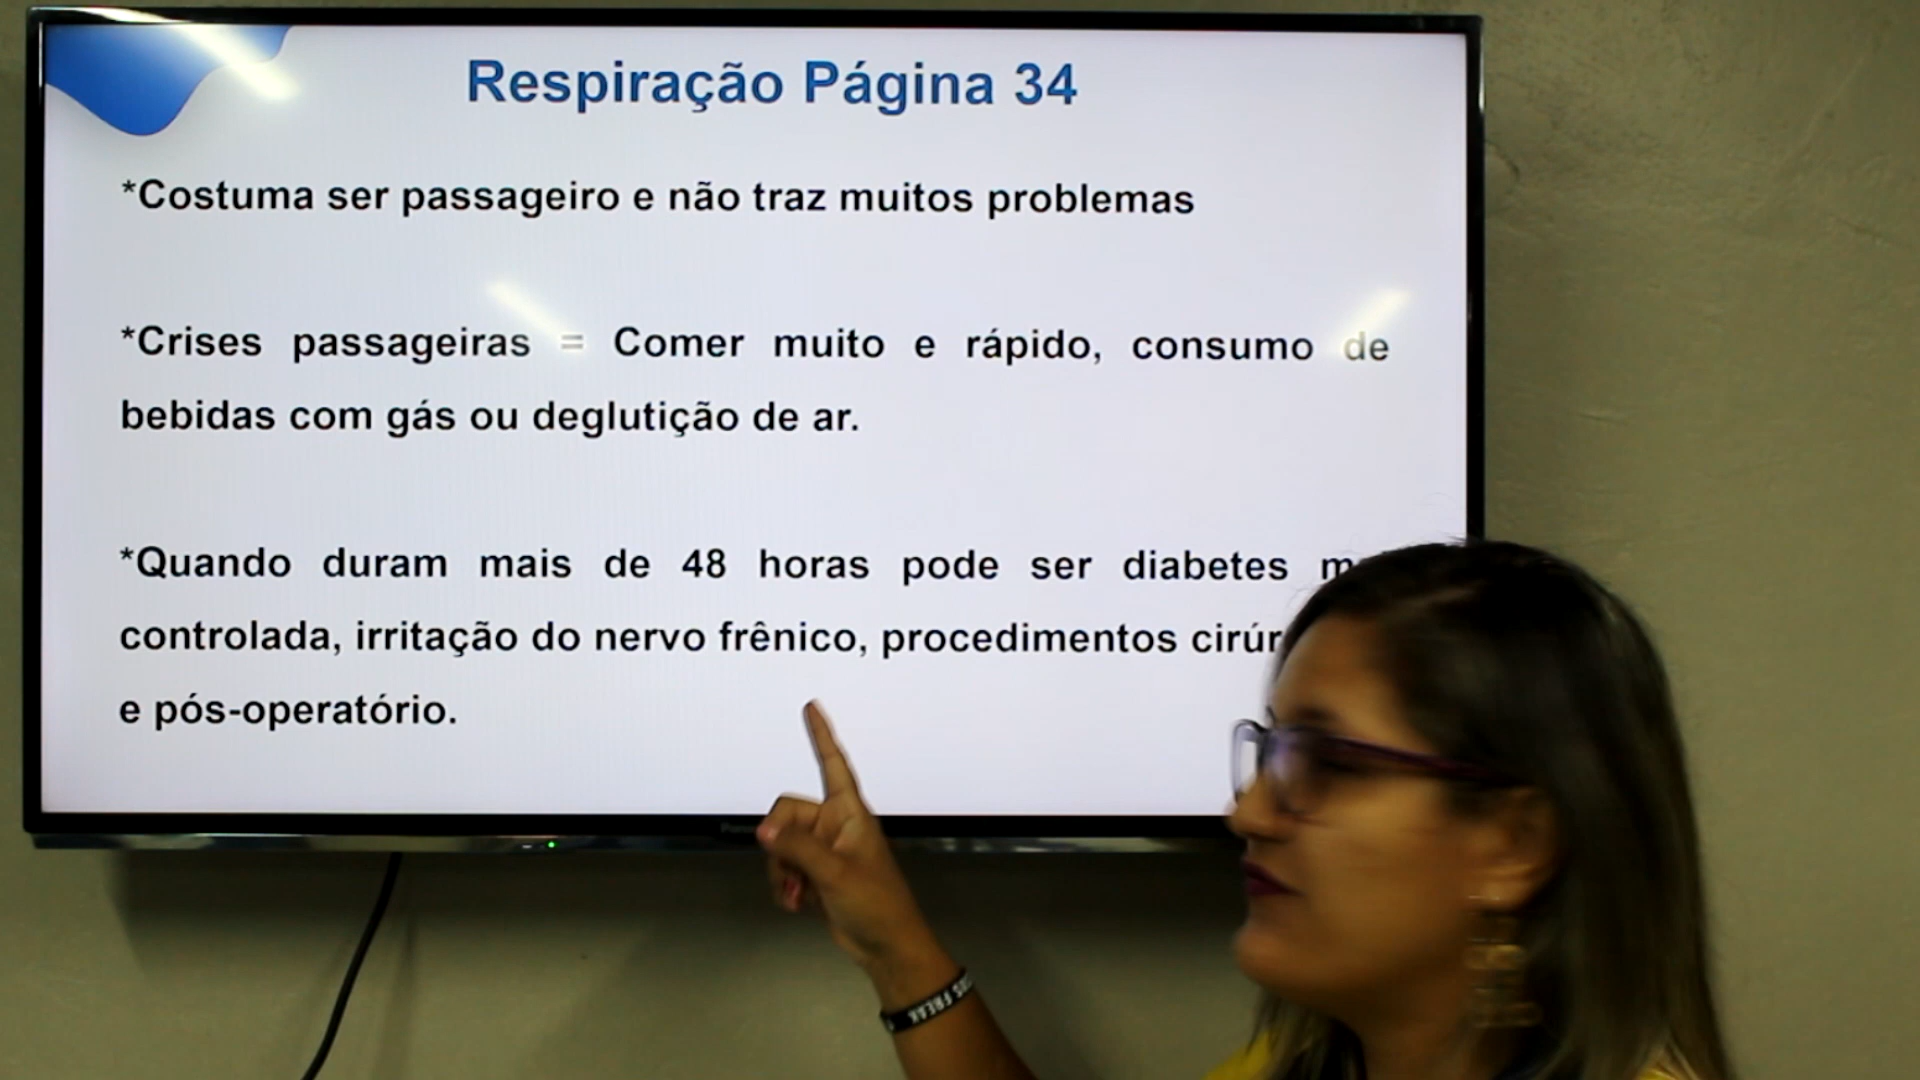 Respiração Página 34
*Costuma ser passageiro e não traz muitos problemas
*Crises passageiras = Comer muito e rápido, consumo de
bebidas com gás ou deglutição de ar.
*Quando duram mais de 48 horas pode ser diabetes
controlada, irritação do nervo frênico, procedimentos
e pós-operatório.
FREAK